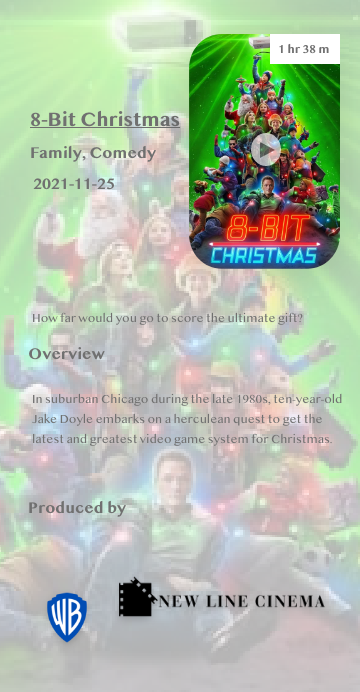 1 hr 38 m
8-Bit Christmas
Family, Comedy
2021-11-25
8-BIT
CHRISTMAS
How far would you go to score the ultimate gift?
Overview
In suburban Chicago during the late 1980s, ten-year-old
Jake Doyle embarks on a herculean quest to get the
latest and greatest video game system for Christmas.
Produced by
WB
NEW LINE CINEMA